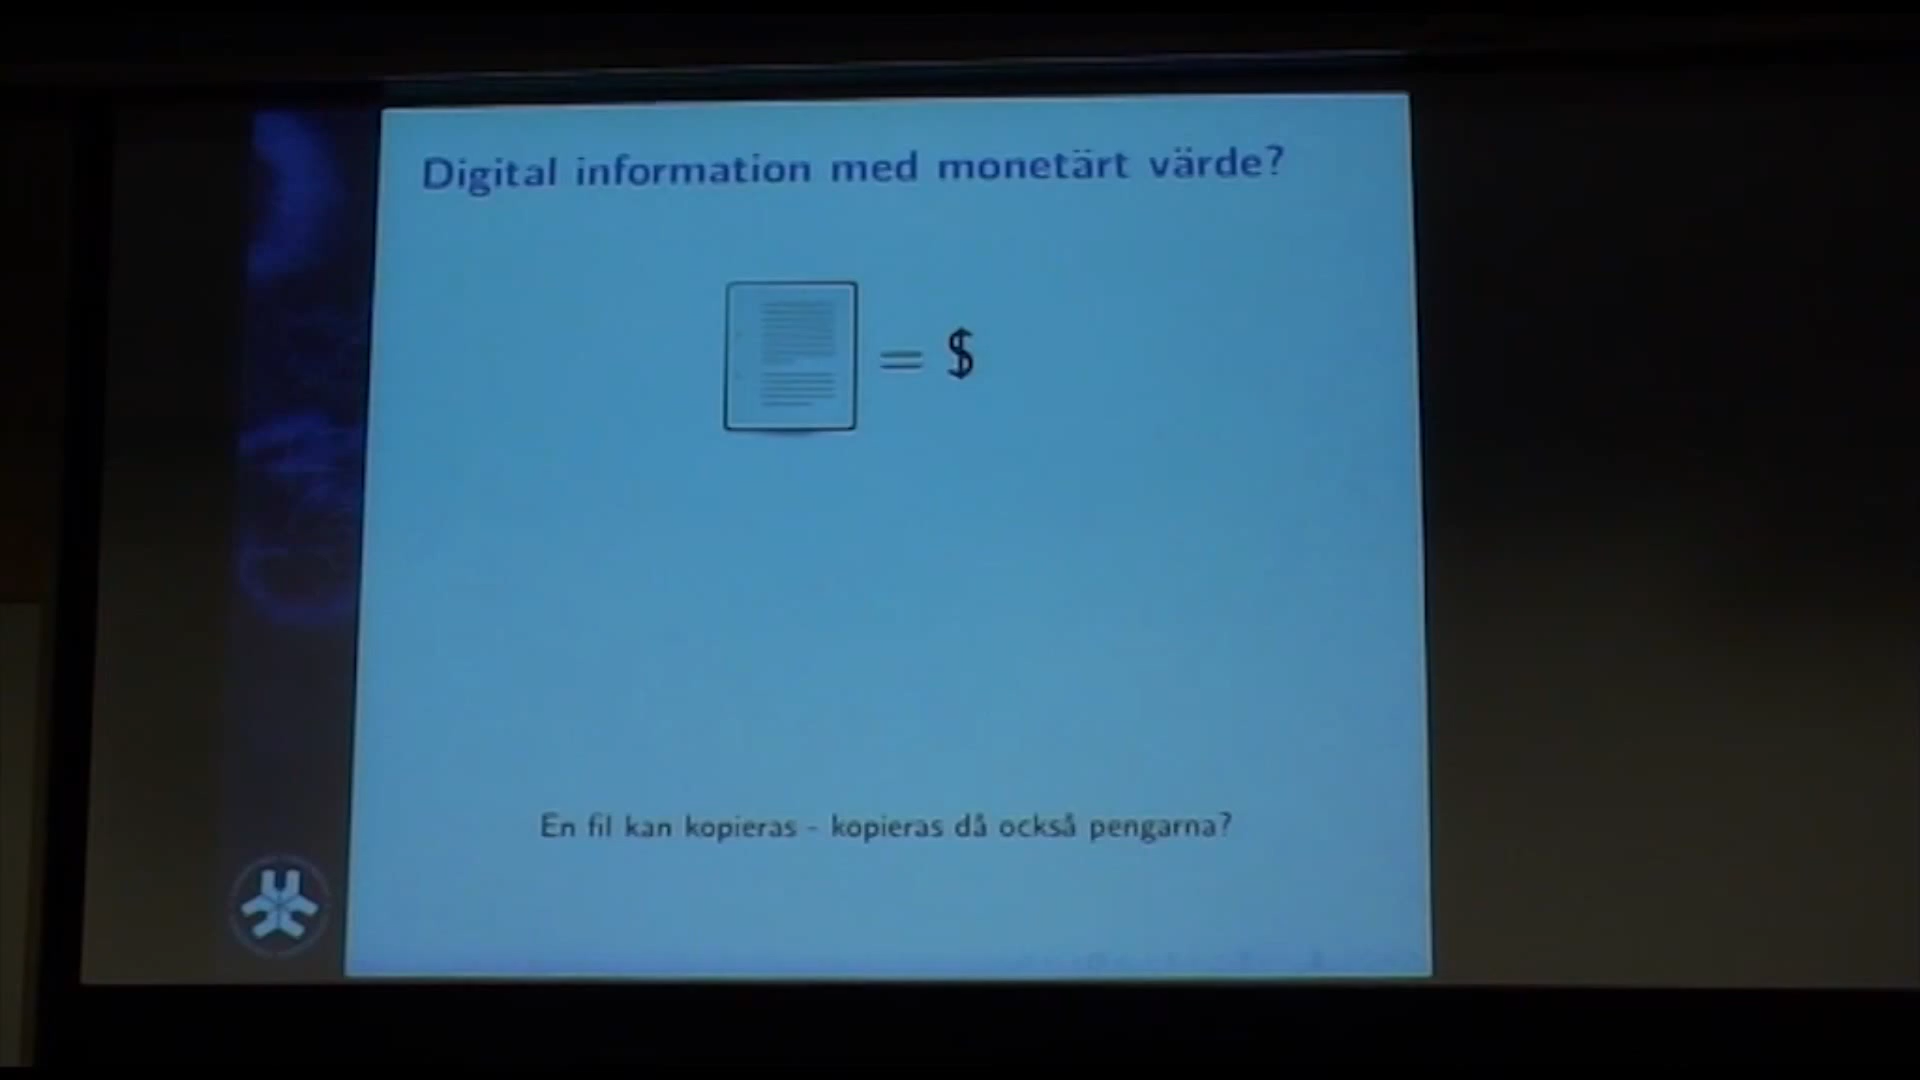 Digital information med monetärt värde?
= $
En fil kan kopieras - kopieras då också pengarna?